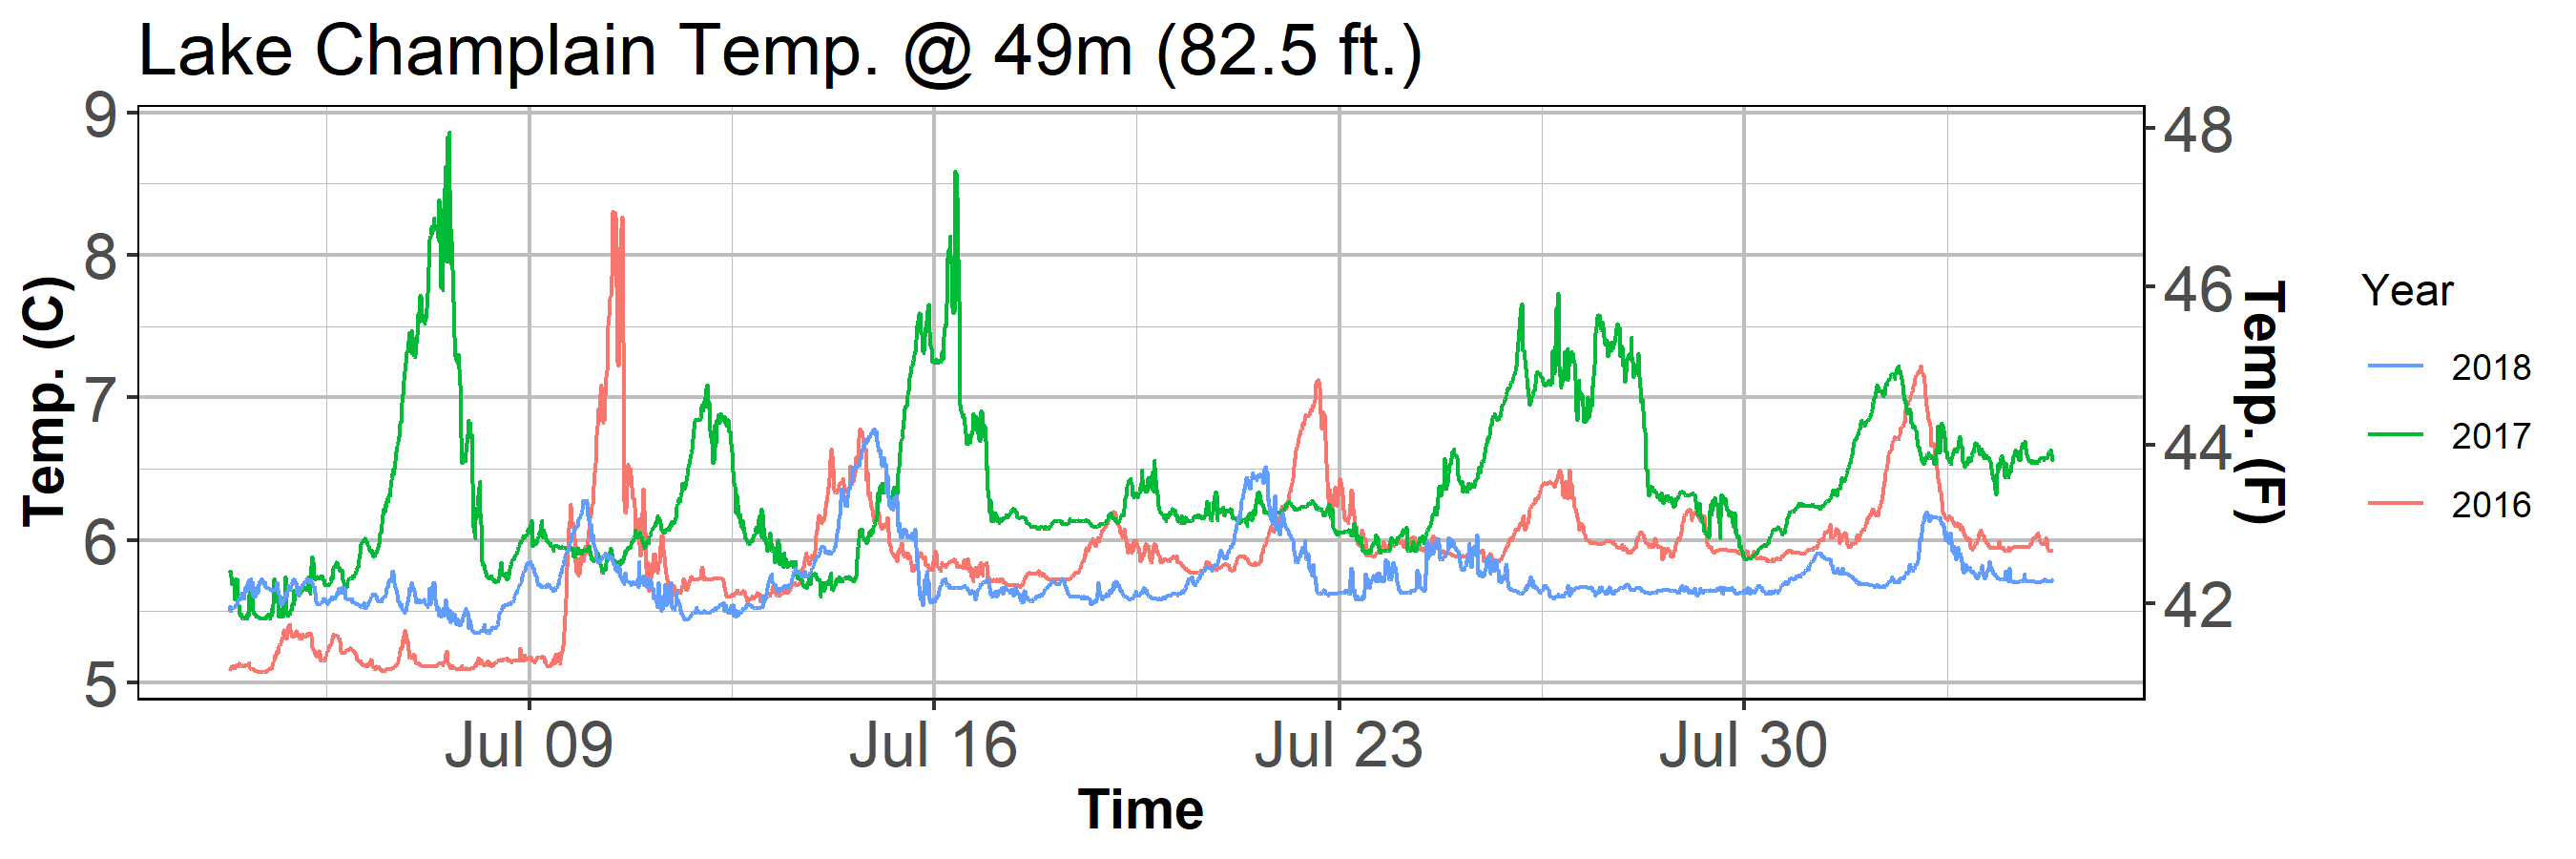 Lake Champlain Temp. @ 49m (82.5 ft.)
9
8
7
6
5
Temp. (C)
48
46
44
42
Temp. (F)
Jul 09
Jul 16
Jul 23
Jul 30
Time
Year
2018
2017
2016